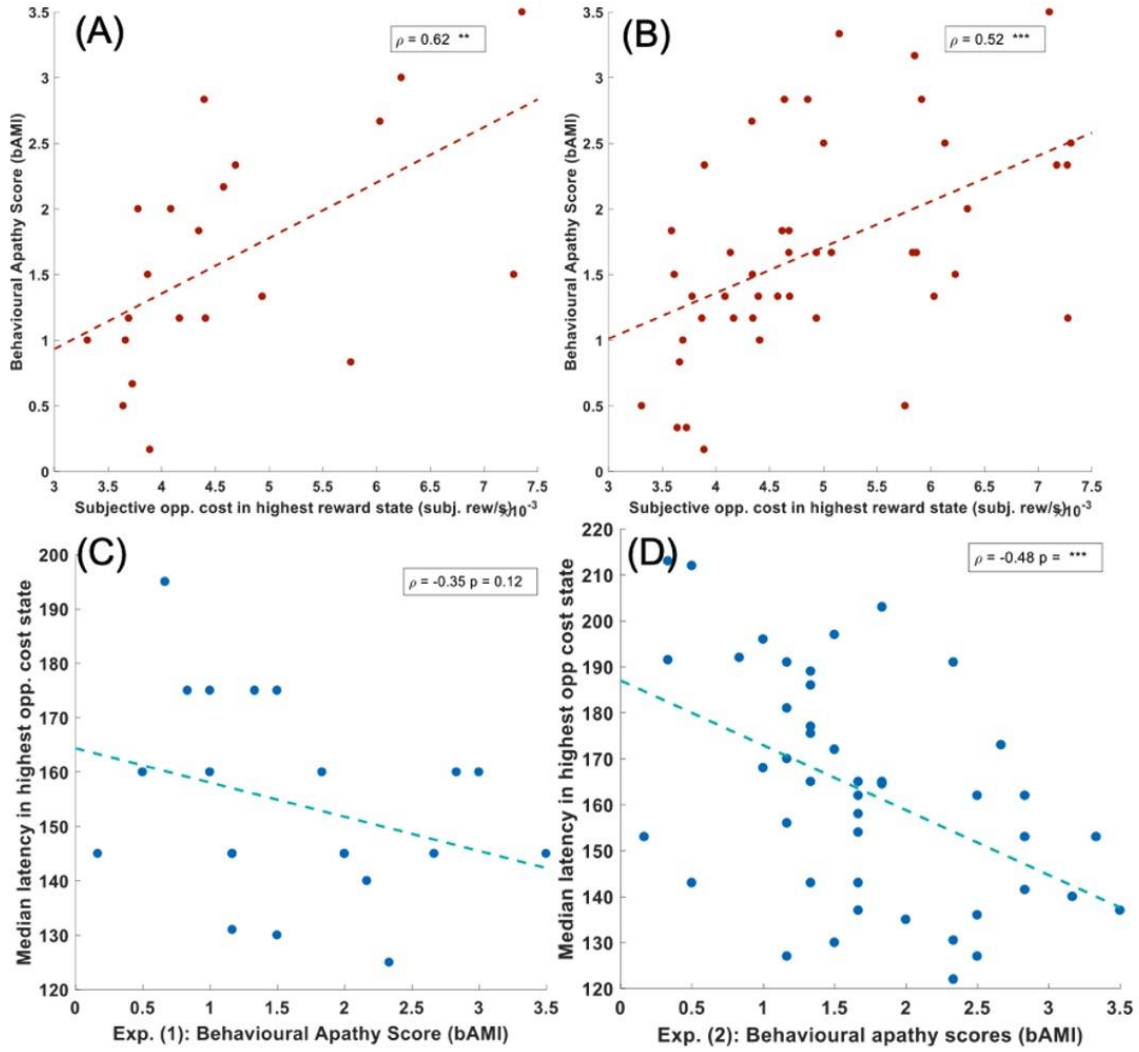 (A)
ρ = 0.62 **
Behavioural Apathy Score (bAMI)
3.5
3
2.5
2
1.5
1
0.5
0
3 3.5 4 4.5 5 5.5 6 6.5 7 7.5
Subjective opp. cost in highest reward state (subj. rew/s)
(B)
ρ = 0.52 ***
Behavioural Apathy Score (bAMI)
3.5
3
2.5
2
1.5
1
0.5
0
3 3.5 4 4.5 5 5.5 6 6.5 7 7.5
Subjective opp. cost in highest reward state (subj. rew/s)
(C)
ρ = -0.35 p = 0.12
Median latency in highest opp. cost state
200
190
180
170
160
150
140
130
120
0 0.5 1 1.5 2 2.5 3 3.5
Exp. (1): Behavioural Apathy Score (bAMI)
(D)
ρ = -0.48 p = ***
Median latency in highest opp cost state
220
210
200
190
180
170
160
150
140
130
120
0 0.5 1 1.5 2 2.5 3 3.5
Exp. (2): Behavioural apathy scores (bAMI)